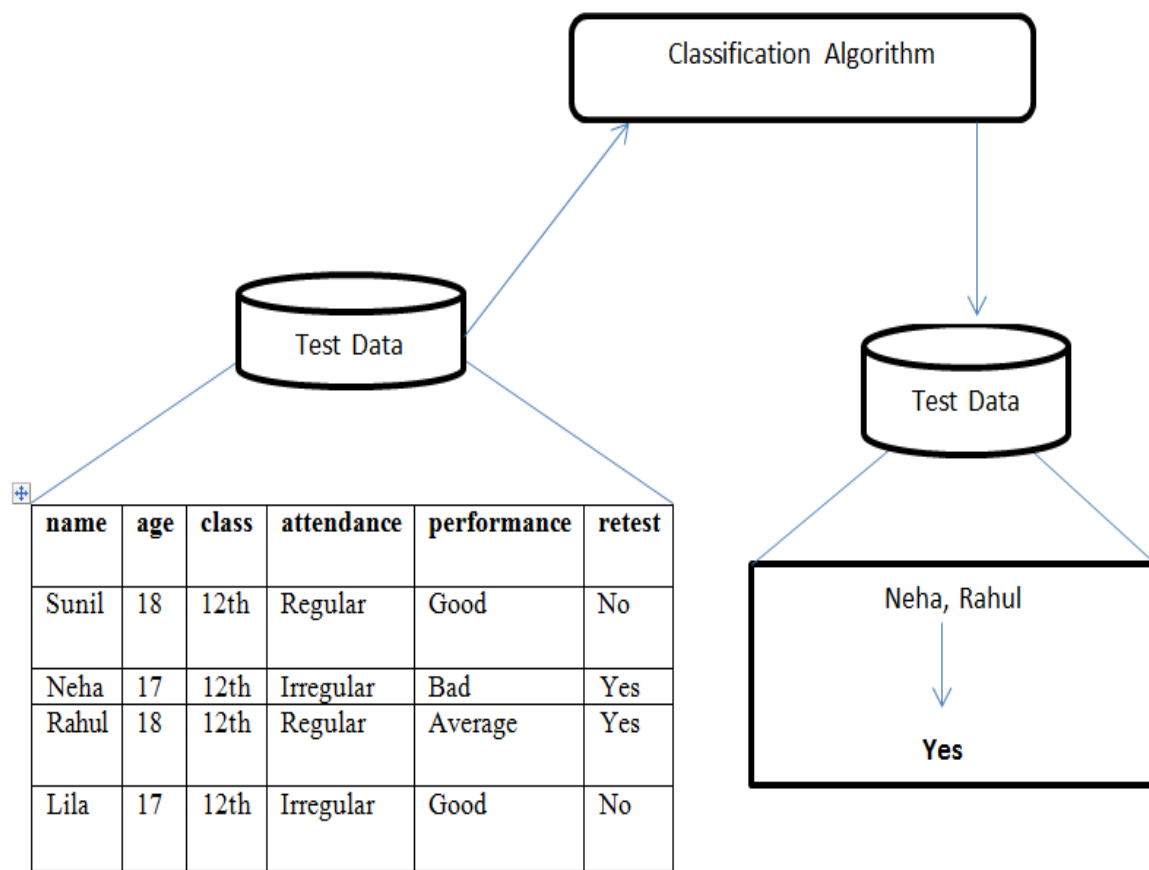 Classification Algorithm
Test Data
Test Data
name age class attendance performance retest
Sunil 18 12th Regular Good No
Neha 17 12th Irregular Bad Yes
Rahul 18 12th Regular Average Yes
Lila 17 12th Irregular Good No
Neha, Rahul
Yes